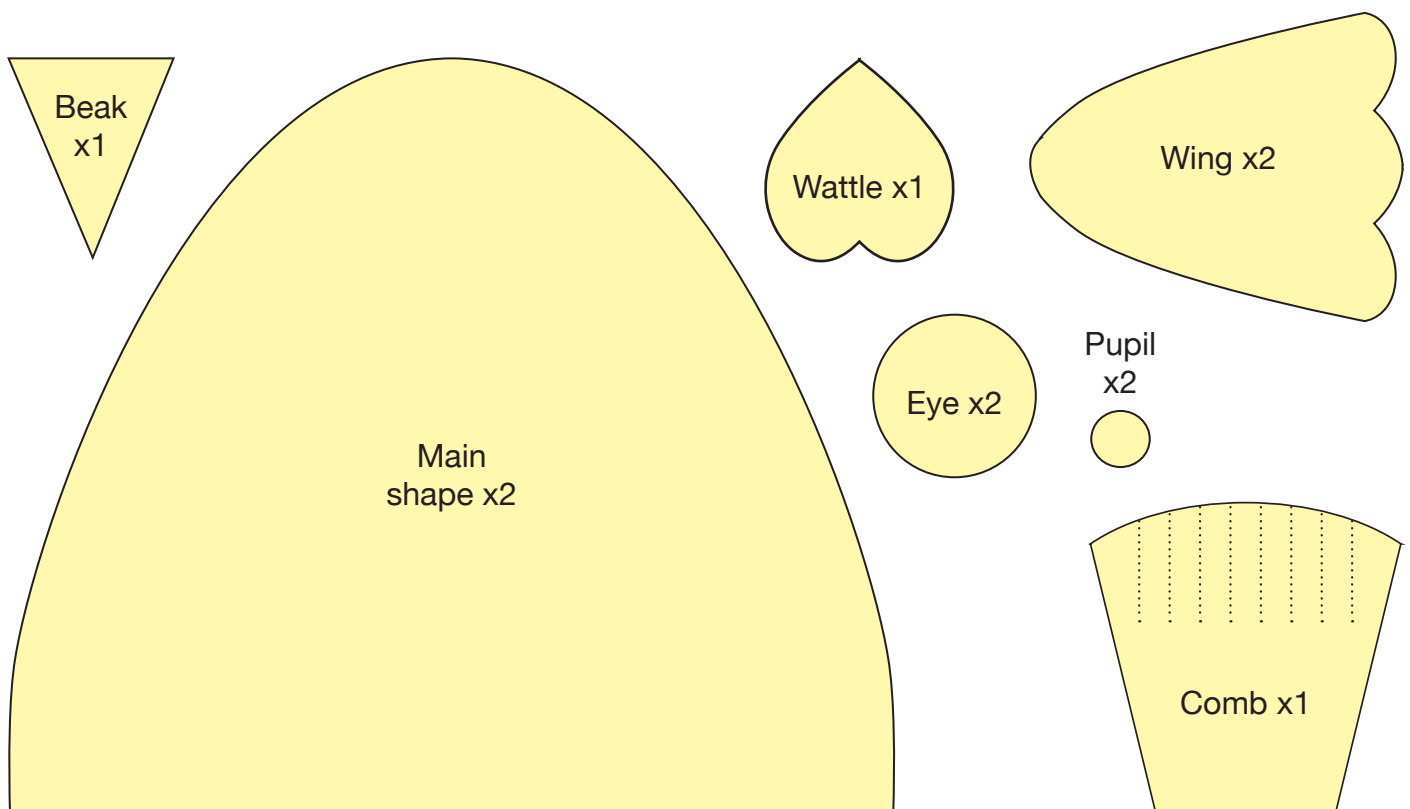 Beak
x1
Main
shape x2
Wattle x1
Wing x2
Eye x2
Pupil
x2
Comb x1